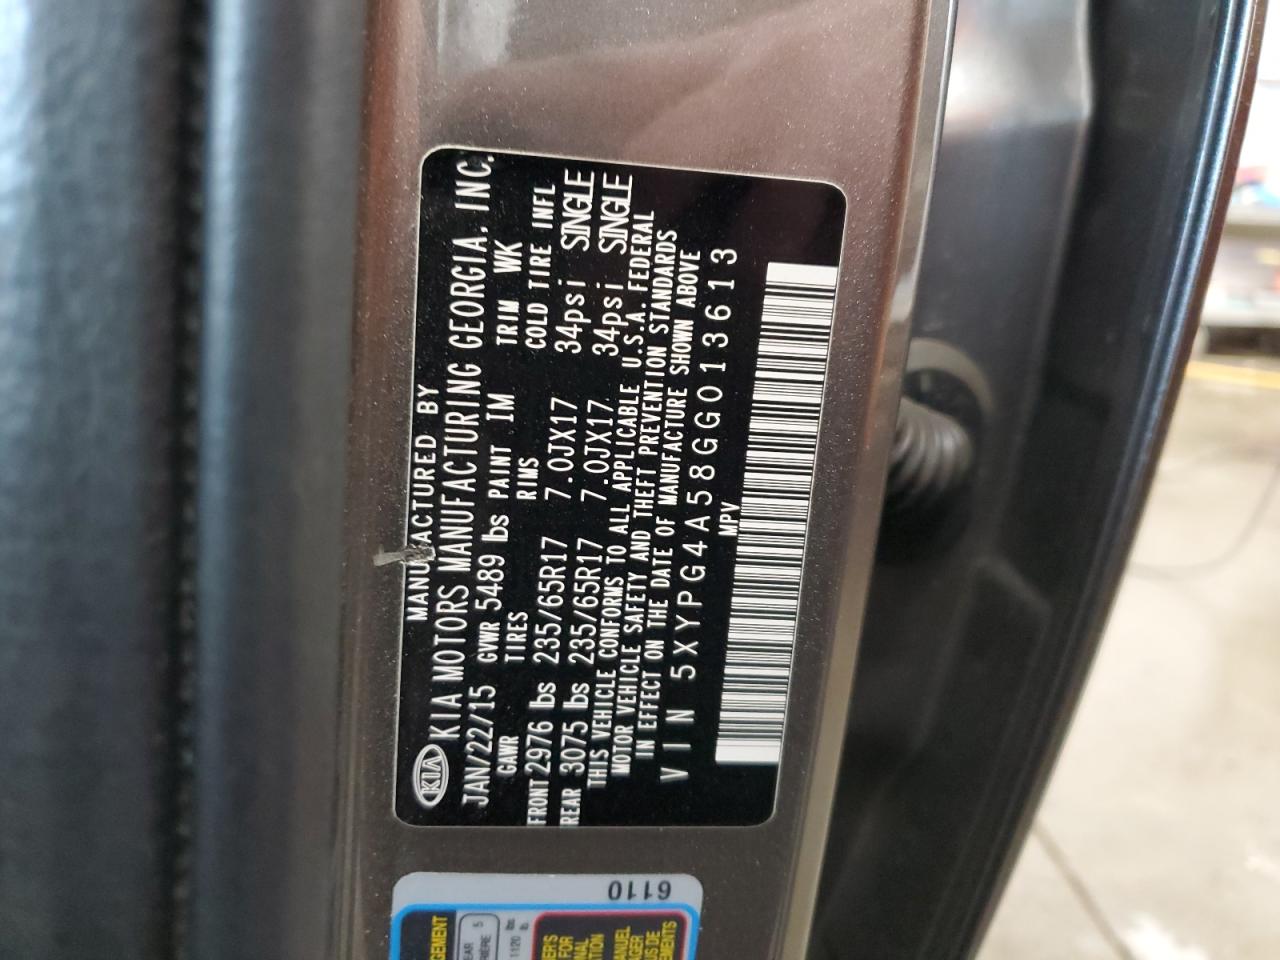 MANUFACTURED BY
KIA KIA MOTORS MANUFACTURING GEORGIA, INC.
JAN/22/15 GVWR 5489 lbs PAINT IM TRIM WK
GAWR TIRES RIMS COLD TIRE INFL
FRONT 2976 lbs 235/65R17 7.0JX17 34psi SINGLE
REAR 3075 lbs 235/65R17 7.0JX17 34psi SINGLE
THIS VEHICLE CONFORMS TO ALL APPLICABLE U.S.A. FEDERAL
MOTOR VEHICLE SAFETY AND THEFT PREVENTION STANDARDS
IN EFFECT ON THE DATE OF MANUFACTURE SHOWN ABOVE
VIN 5XYPG4A58GG013613
MPV
6110